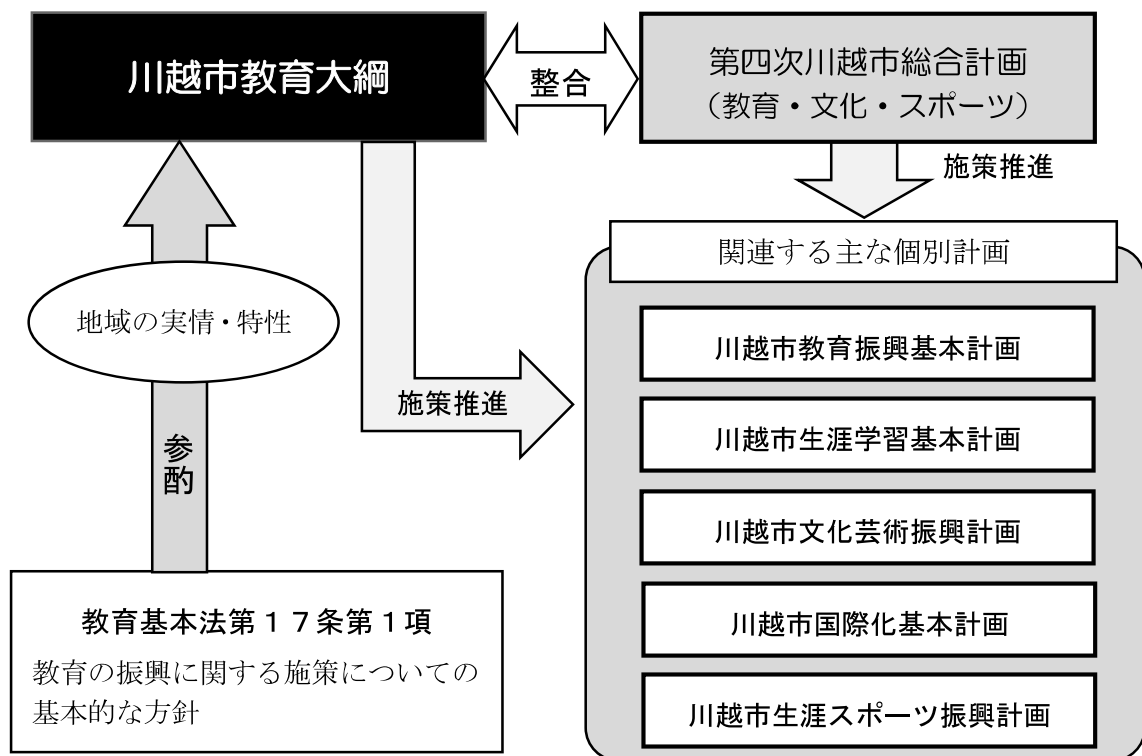 川越市教育大綱
整合
第四次川越市総合計画
（教育・文化・スポーツ）
施策推進
関連する主な個別計画
地域の実情・特性
川越市教育振興基本計画
施策推進
川越市生涯学習基本計画
参酌
川越市文化芸術振興計画
教育基本法第１７条第１項
教育の振興に関する施策についての
基本的な方針
川越市国際化基本計画
川越市生涯スポーツ振興計画